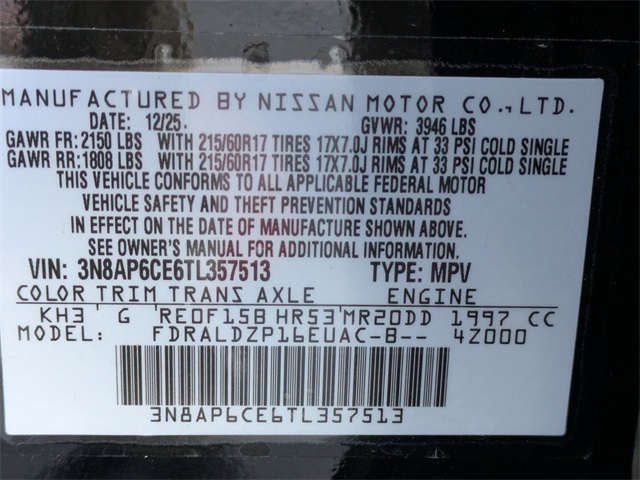 MANUFACTURED BY NISSAN MOTOR CO.,LTD.
DATE: 12/25. GVWR: 3946 LBS
GAWR FR: 2150 LBS WITH 215/60R17 TIRES 17X7.0J RIMS AT 33 PSI COLD SINGLE
GAWR RR: 1808 LBS WITH 215/60R17 TIRES 17X7.0J RIMS AT 33 PSI COLD SINGLE
THIS VEHICLE CONFORMS TO ALL APPLICABLE FEDERAL MOTOR
VEHICLE SAFETY AND THEFT PREVENTION STANDARDS
IN EFFECT ON THE DATE OF MANUFACTURE SHOWN ABOVE.
SEE OWNER'S MANUAL FOR ADDITIONAL INFORMATION.
VIN: 3N8AP6CE6TL357513 TYPE: MPV
COLOR TRIM TRANS AXLE ENGINE
KH3 G RE0F15B HR53 MR20DD 1997 CC
MODEL: FDRALDZP16EUAC-B-- 4Z000
3N8AP6CE6TL357513